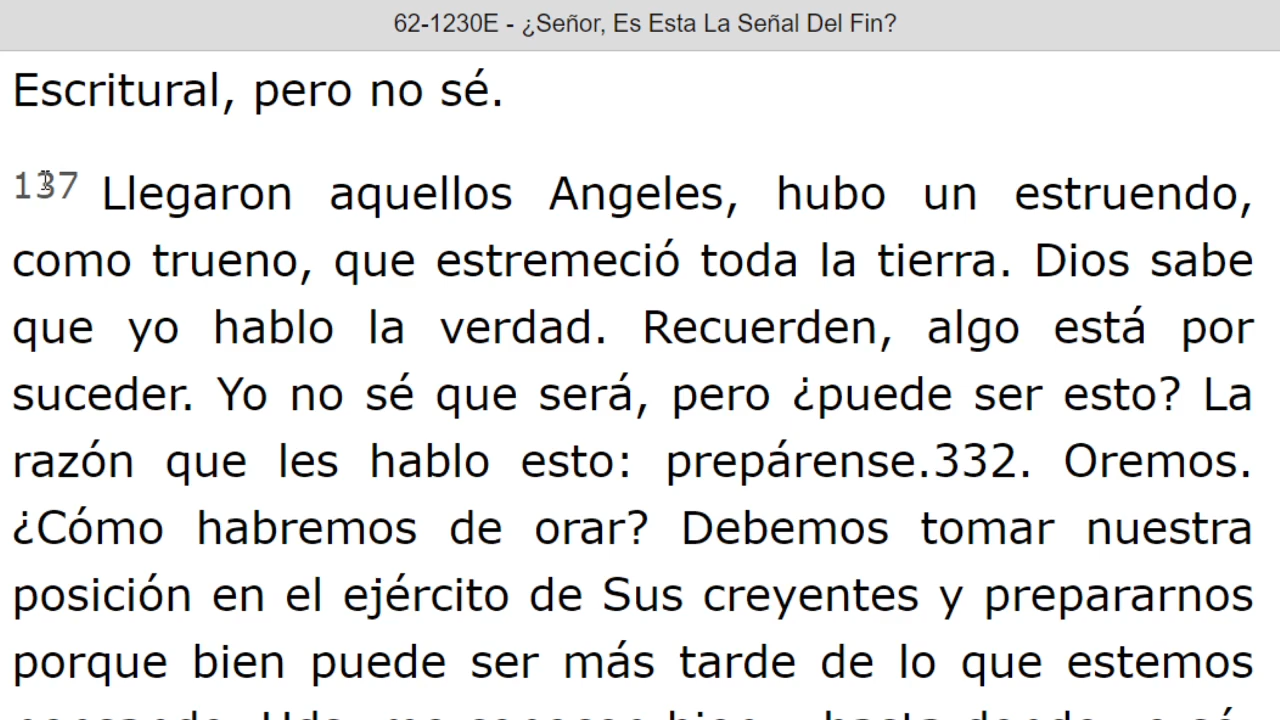 62-1230E - ¿Señor, Es Esta La Señal Del Fin?
Escritural, pero no sé.
137 Llegaron aquellos Angeles, hubo un estruendo,
como trueno, que estremeció toda la tierra. Dios sabe
que yo hablo la verdad. Recuerden, algo está por
suceder. Yo no sé que será, pero ¿puede ser esto? La
razón que les hablo esto: prepárense.332. Oremos.
¿Cómo habremos de orar? Debemos tomar nuestra
posición en el ejército de Sus creyentes y prepararnos
porque bien puede ser más tarde de lo que estemos